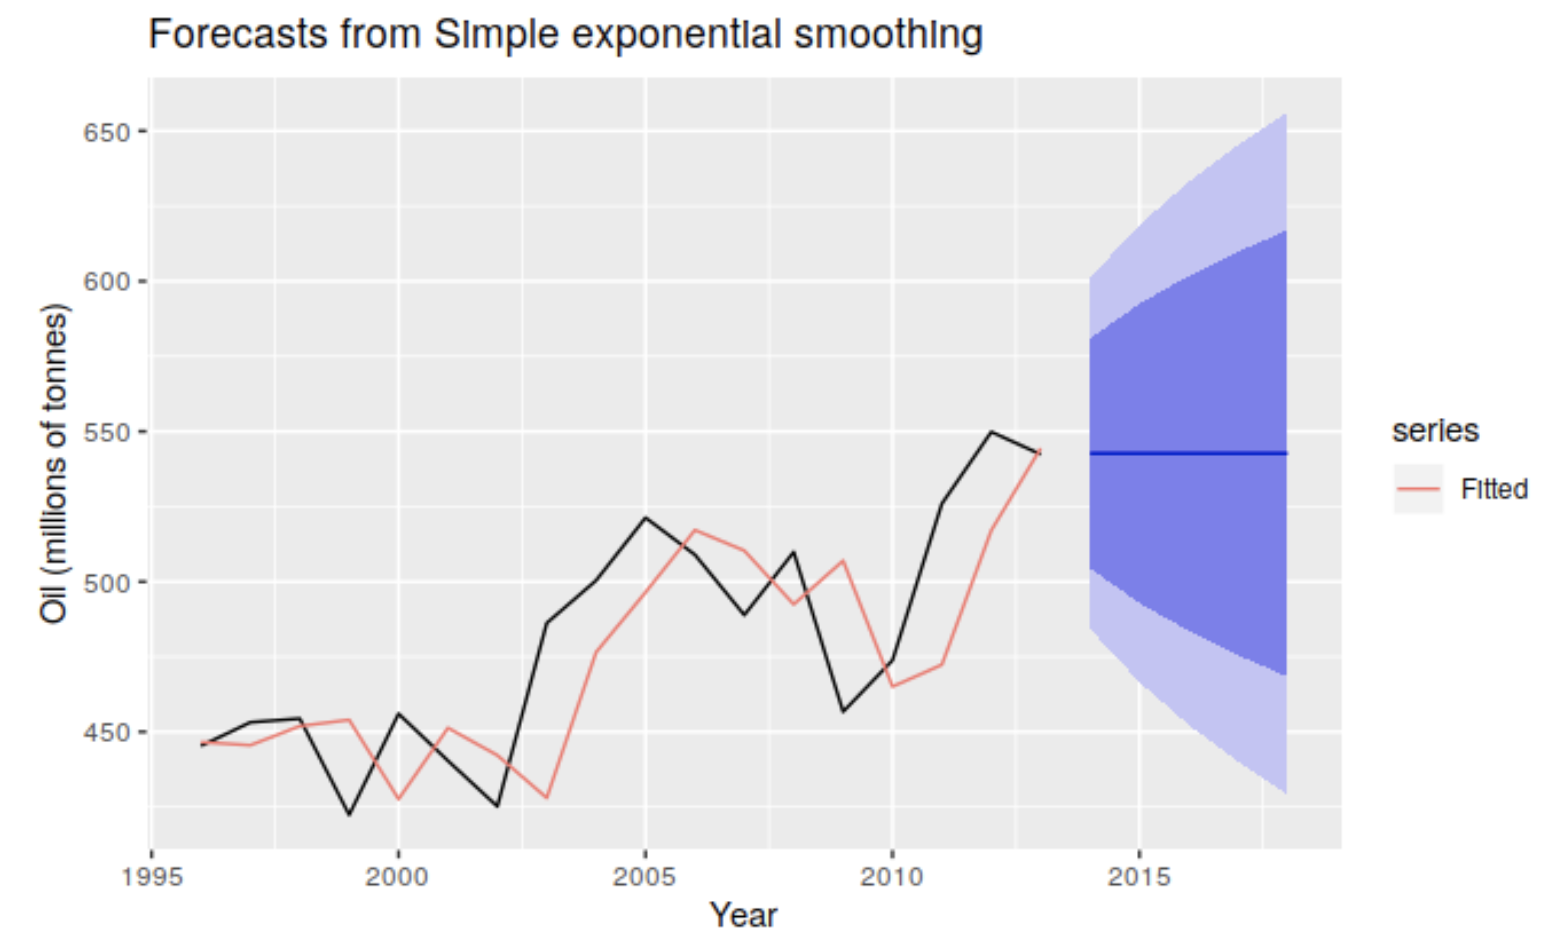 Forecasts from Simple exponential smoothing
650
600
550
500
450
Oil (millions of tonnes)
1995 2000 2005 2010 2015
Year
series
Fitted